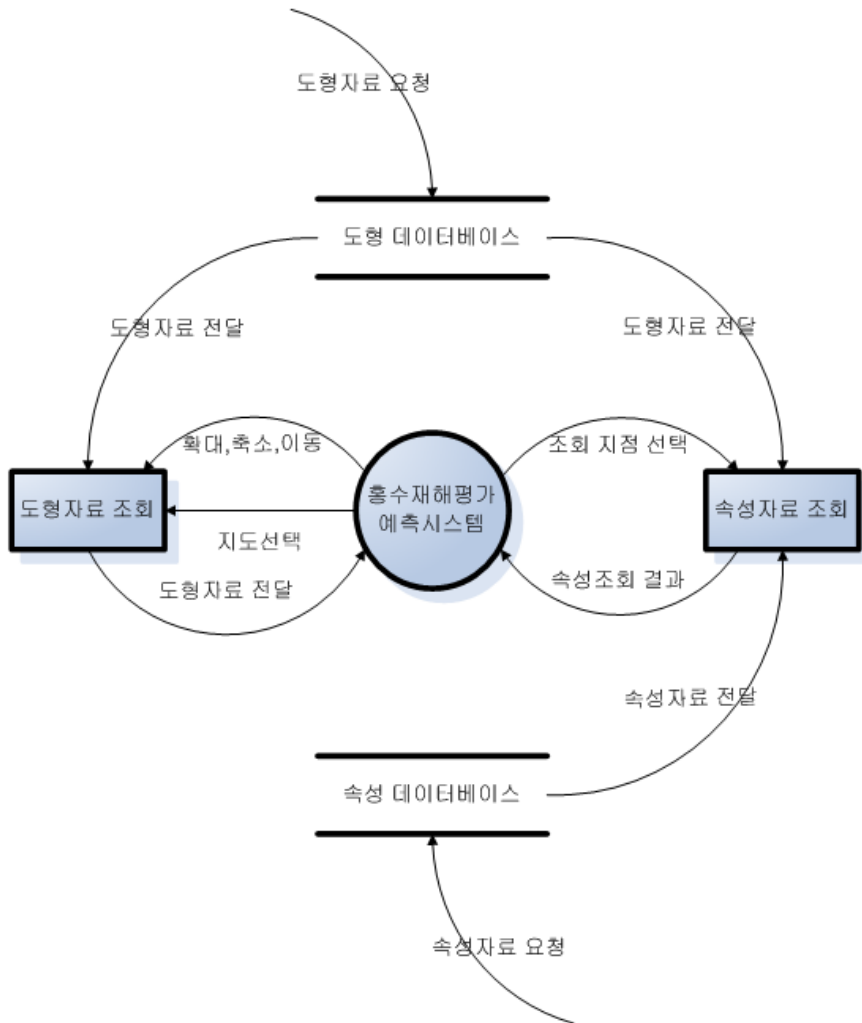 도형자료 요청
도형 데이터베이스
도형자료 전달
도형자료 전달
확대,축소,이동
조회 지점 선택
도형자료 조회
홍수재해평가
예측시스템
속성자료 조회
지도선택
도형자료 전달
속성조회 결과
속성자료 전달
속성 데이터베이스
속성자료 요청